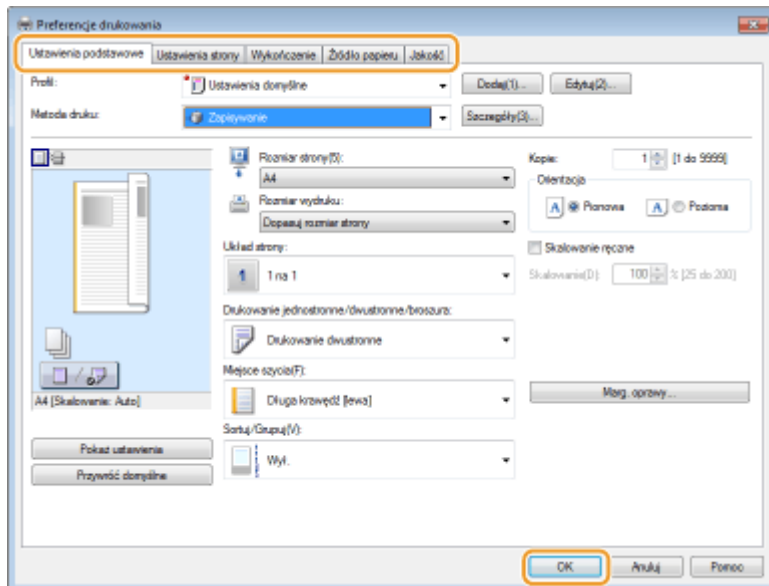 Preferencje drukowania
Ustawienia podstawowe Ustawienia strony Wykończenie Źródło papieru Jakość
Profil: Ustawienia domyślne Dodaj(1)... Edytuj(2)...
Metoda druku: Zapisywanie Szczegóły(3)...
Rozmiar strony(5): Kopie: 1 [1 do 9999]
A4 Orientacja
Rozmiar wydruku: A Pionowa A Pozioma
Dopasuj rozmiar strony
Układ strony: Skalowanie ręczne
1 1 na 1 Skalowanie(D): 100 % [25 do 200]
Drukowanie jednostronne/dwustronne/broszura:
Drukowanie dwustronne
Miejsce szycia(F):
A4 [Skalowanie: Auto] Długa krawędź [lewa] Marg. oprawy...
Sortuj/Grupuj(V):
Pokaż ustawienia Wył.
Przywróć domyślne
OK Anuluj Pomoc